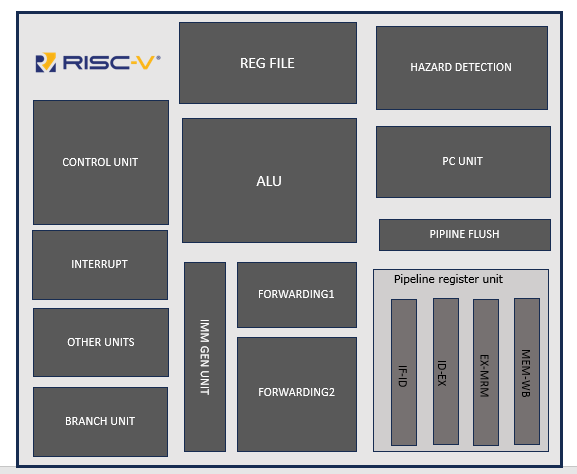 RISC-V
REG FILE
HAZARD DETECTION
CONTROL UNIT
ALU
PC UNIT
PIPIINE FLUSH
INTERRUPT
IMM GEN UNIT
FORWARDING1
Pipeline register unit
OTHER UNITS
FORWARDING2
IF-ID
ID-EX
EX-MRM
MEM-WB
BRANCH UNIT